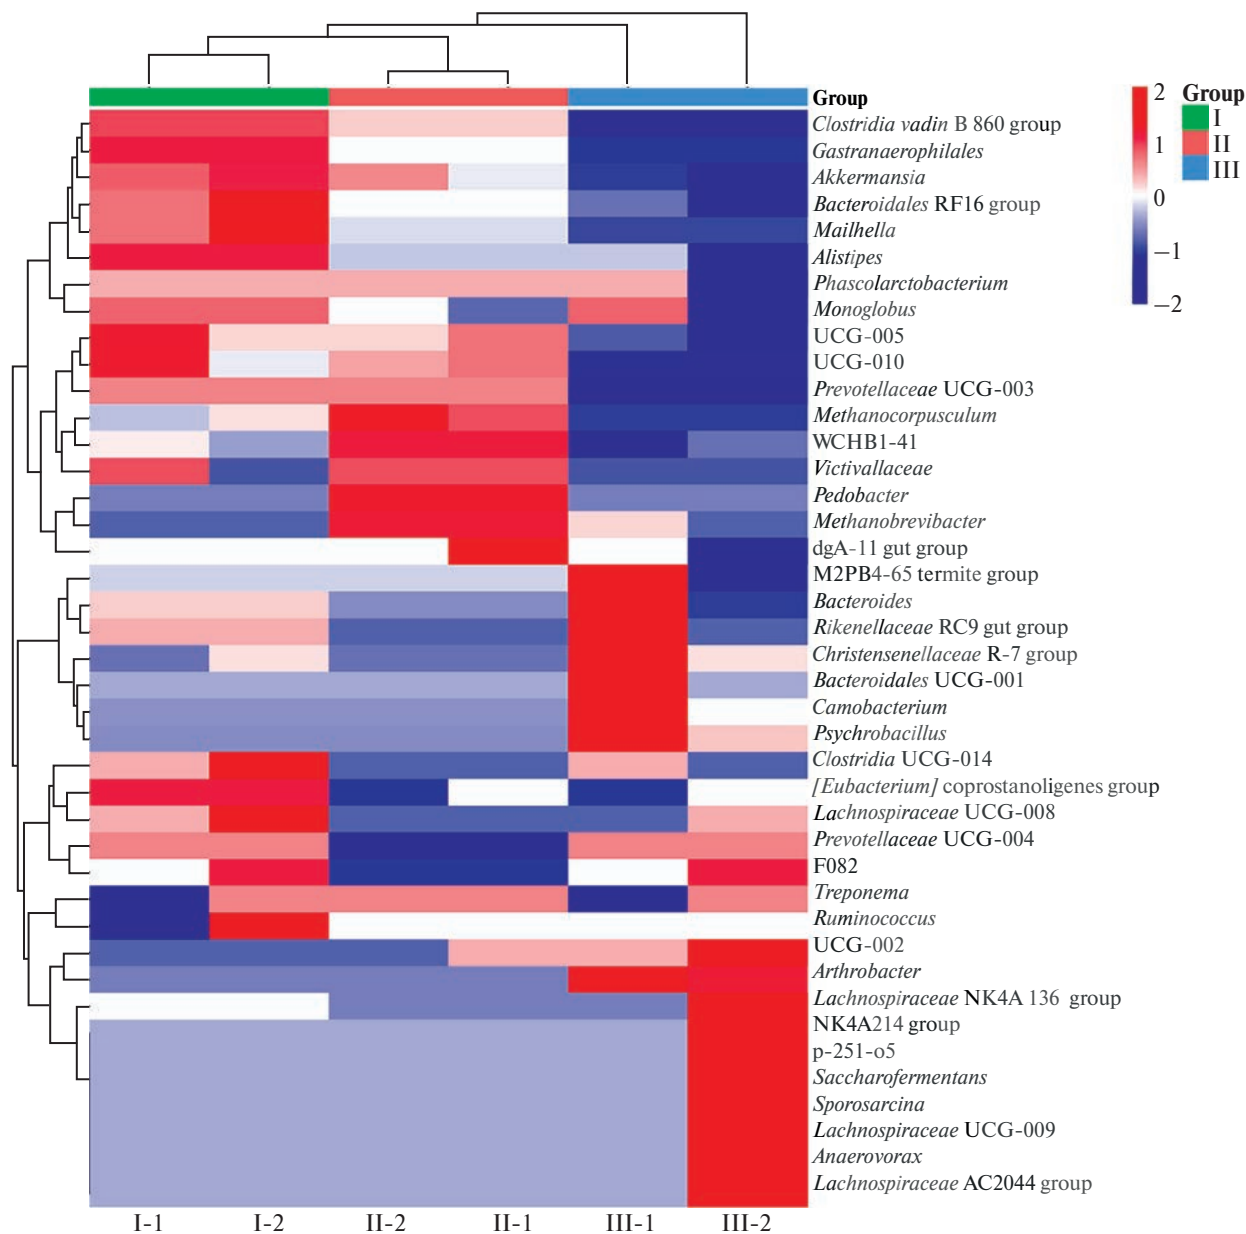 Group
Clostridia vadin B 860 group
Gastranaerophilales
Akkermansia
Bacteroidales RF16 group
Mailhella
Alistipes
Phascolarctobacterium
Monoglobus
UCG-005
UCG-010
Prevotellaceae UCG-003
Methanocorpusculum
WCHB1-41
Victivallaceae
Pedobacter
Methanobrevibacter
dgA-11 gut group
M2PB4-65 termite group
Bacteroides
Rikenellaceae RC9 gut group
Christensenellaceae R-7 group
Bacteroidales UCG-001
Camobacterium
Psychrobacillus
Clostridia UCG-014
[Eubacterium] coprostanoligenes group
Lachnospiraceae UCG-008
Prevotellaceae UCG-004
F082
Treponema
Ruminococcus
UCG-002
Arthrobacter
Lachnospiraceae NK4A 136 group
NK4A214 group
p-251-o5
Saccharofermentans
Sporosarcina
Lachnospiraceae UCG-009
Anaerovorax
Lachnospiraceae AC2044 group
I-1 I-2 II-2 II-1 III-1 III-2
2
1
0
−1
−2
Group
I
II
III